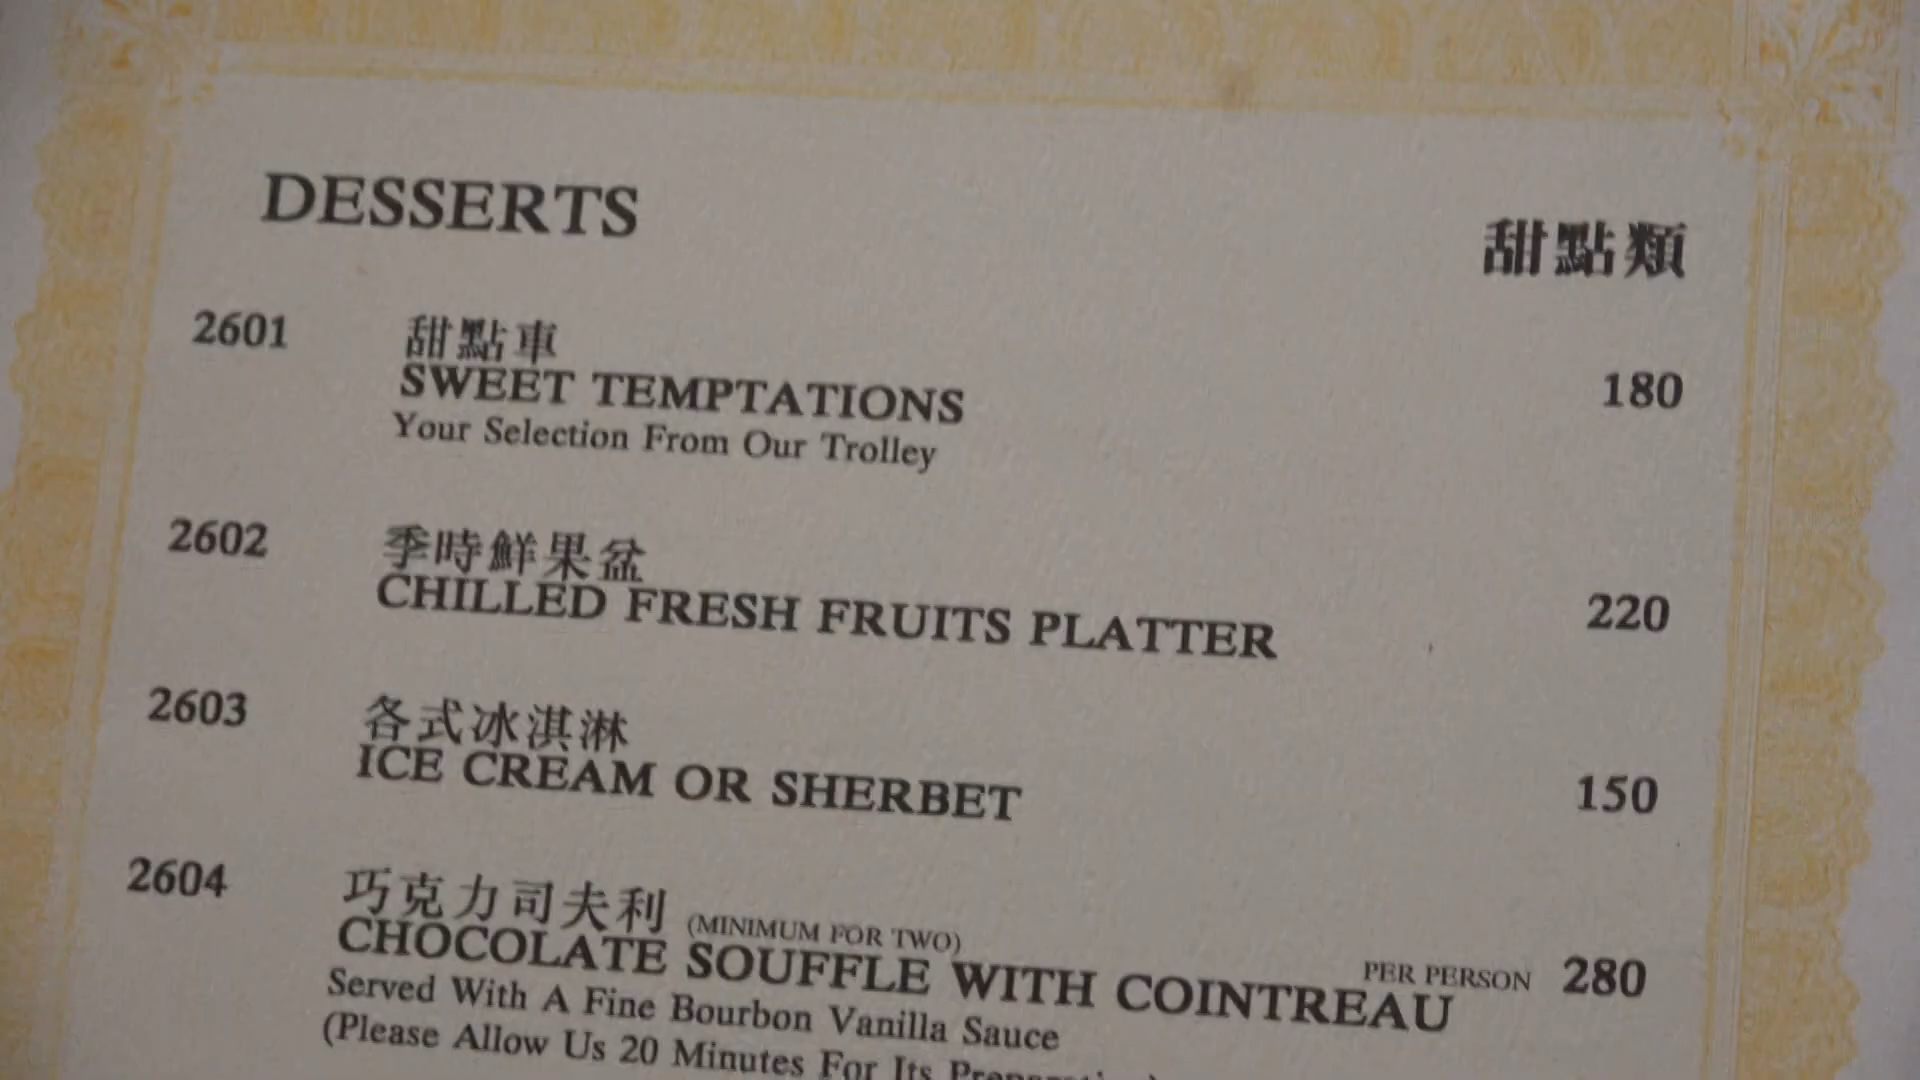 DESSERTS
甜點類
2601 甜點車
SWEET TEMPTATIONS 180
Your Selection From Our Trolley
2602 季時鮮果盆
CHILLED FRESH FRUITS PLATTER 220
2603 各式冰淇淋
ICE CREAM OR SHERBET 150
2604 巧克力司夫利 (MINIMUM FOR TWO)
CHOCOLATE SOUFFLE WITH COINTREAU PER PERSON 280
Served With A Fine Bourbon Vanilla Sauce
(Please Allow Us 20 Minutes For Its